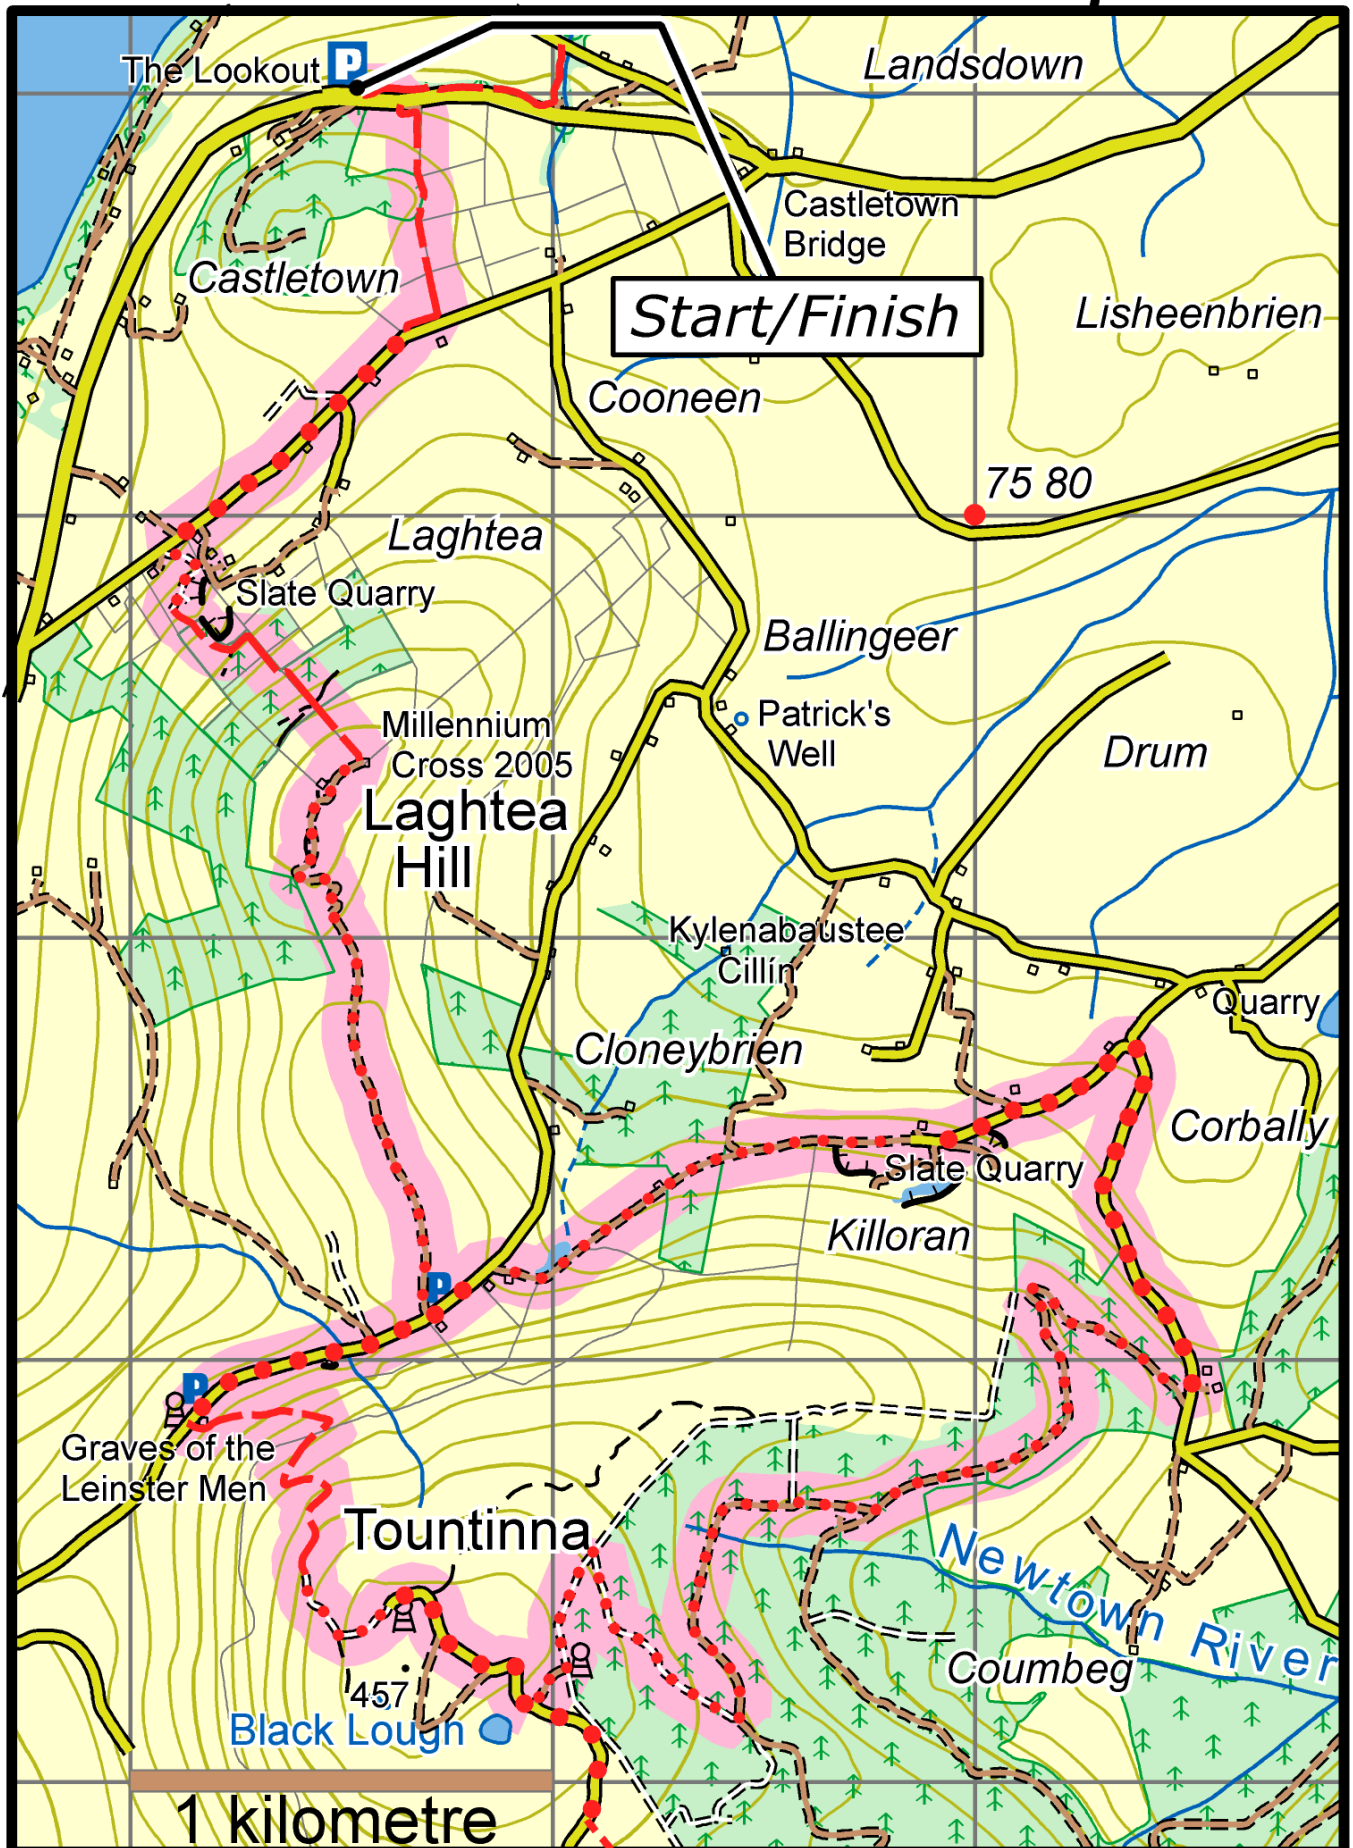 The Lookout
P
Landsdown
Castletown
Bridge
Castletown
Start/Finish
Lisheenbrien
Cooneen
75 80
Laghtea
Slate Quarry
Ballingeer
Patrick's
Well
Millennium
Cross 2005
Drum
Laghtea
Hill
Kylenabaustee
Cillín
Quarry
Cloneybrien
Corbally
Slate Quarry
Killoran
P
P
Graves of the
Leinster Men
Tountinna
Newtown River
Coumbeg
457
Black Lough
1 kilometre